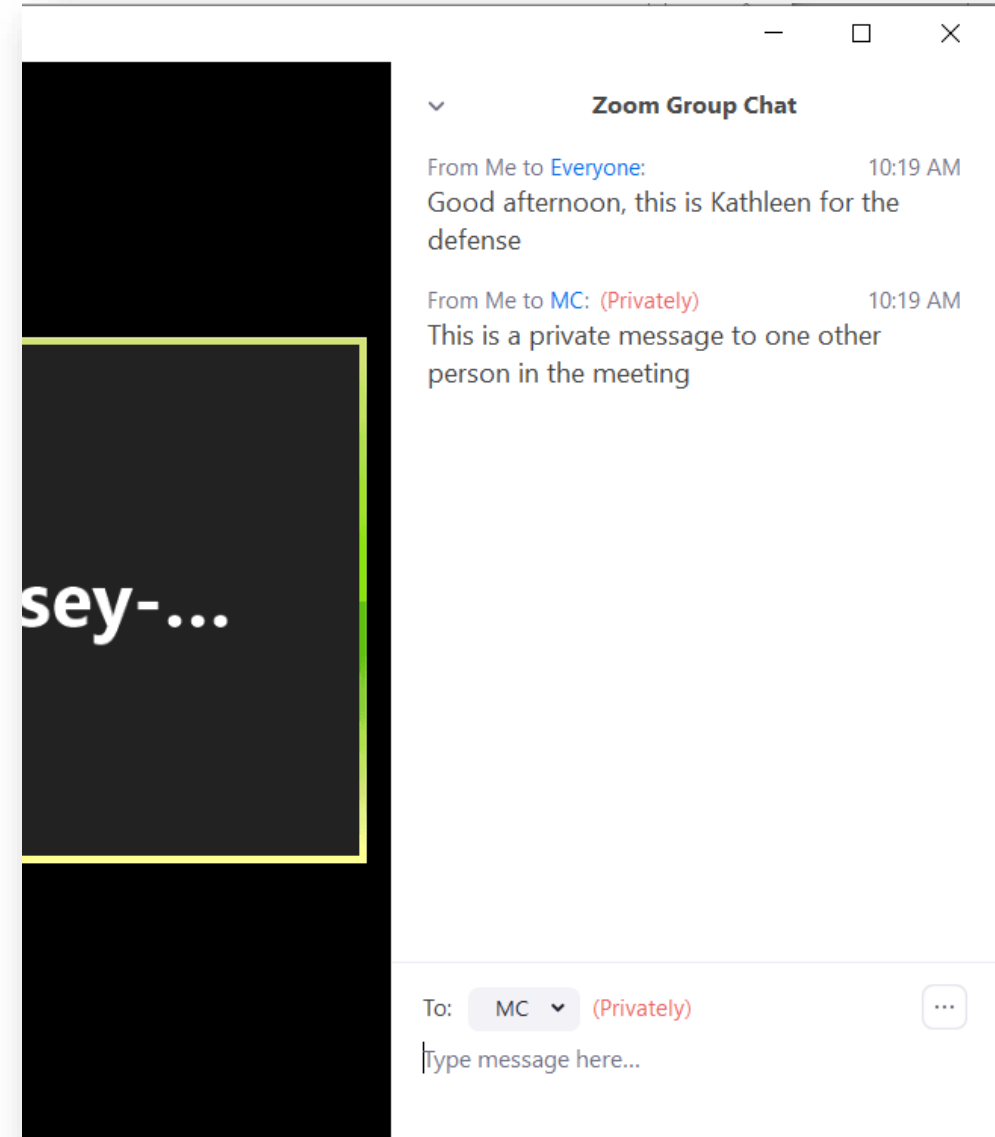 Zoom Group Chat
From Me to Everyone: 10:19 AM
Good afternoon, this is Kathleen for the
defense
From Me to MC: (Privately) 10:19 AM
This is a private message to one other
person in the meeting
sey-...
To: MC (Privately) ...
Type message here...